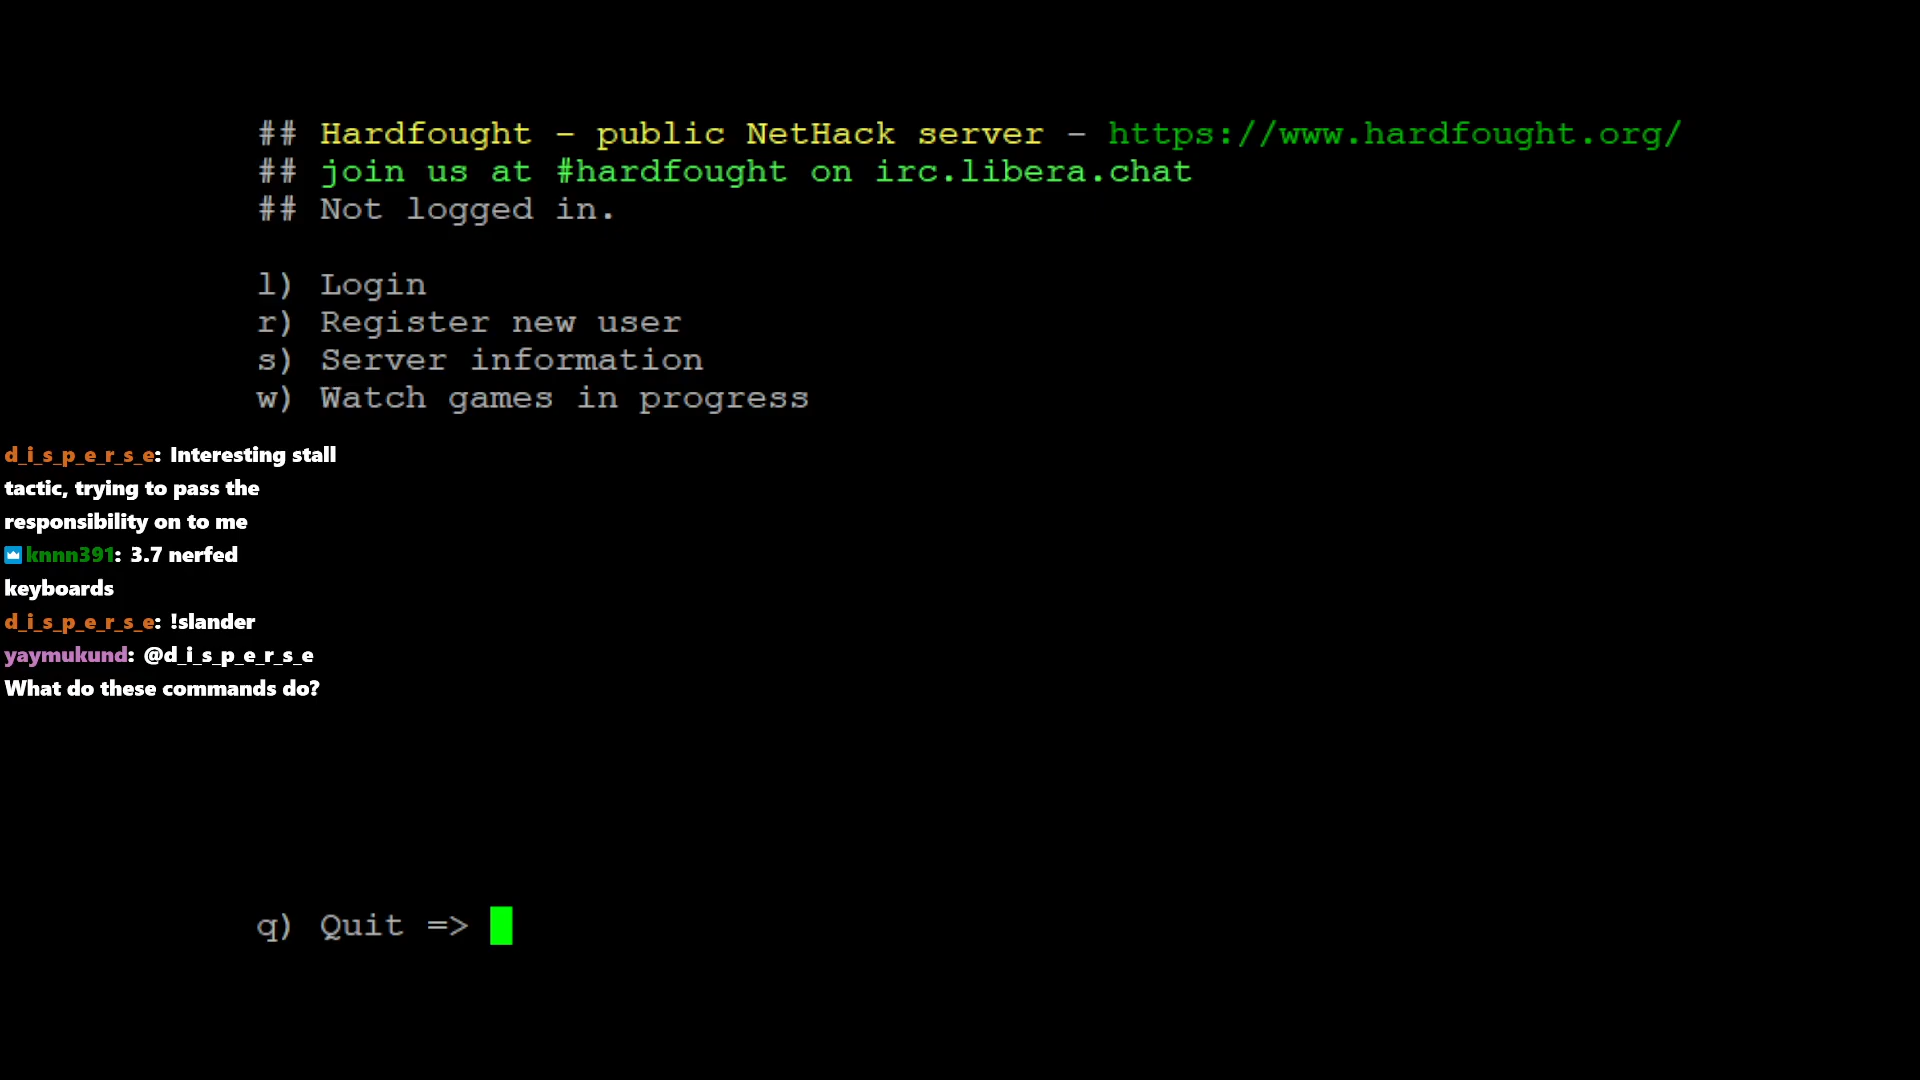 ## Hardfought - public NetHack server - https://www.hardfought.org/
## join us at #hardfought on irc.libera.chat
## Not logged in.
l) Login
r) Register new user
s) Server information
w) Watch games in progress
d_i_s_p_e_r_s_e: Interesting stall
tactic, trying to pass the
responsibility on to me
knnn391: 3.7 nerfed
keyboards
d_i_s_p_e_r_s_e: !slander
yaymukund: @d_i_s_p_e_r_s_e
What do these commands do?
q) Quit =>